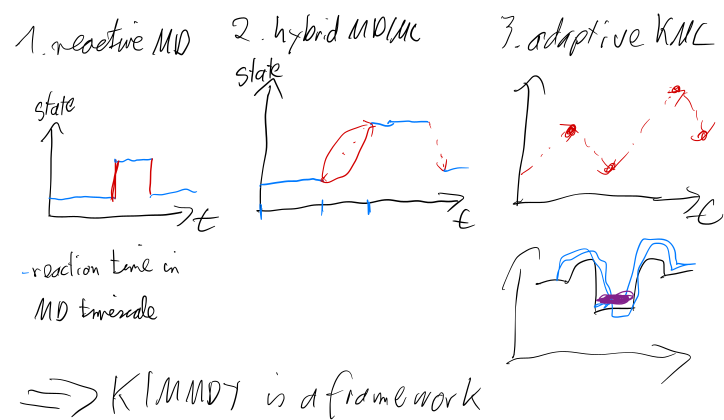 1. reactive MD
2. hybrid MD/MC
3. adaptive KMC
state
state
t
t
t
-reaction time in
MD timescale
=> KIMMDY is a framework